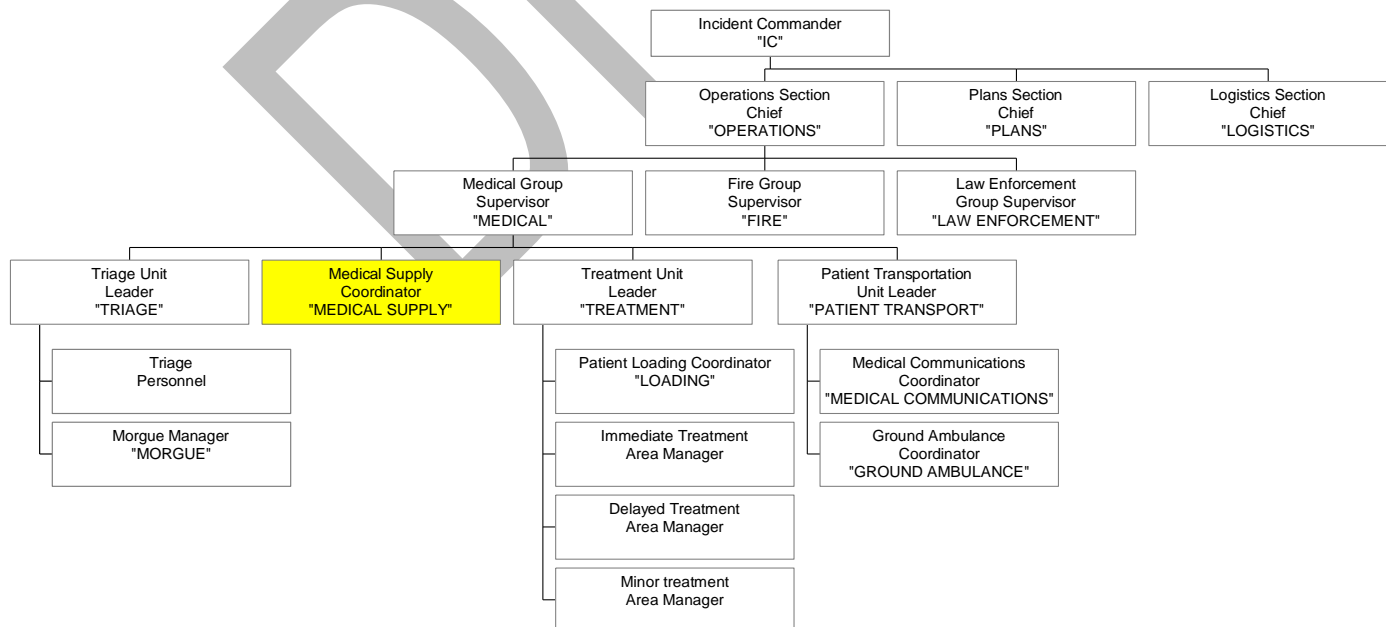 Incident Commander
"IC"
Operations Section
Chief
"OPERATIONS"
Plans Section
Chief
"PLANS"
Logistics Section
Chief
"LOGISTICS"
Medical Group
Supervisor
"MEDICAL"
Fire Group
Supervisor
"FIRE"
Law Enforcement
Group Supervisor
"LAW ENFORCEMENT"
Triage Unit
Leader
"TRIAGE"
Medical Supply
Coordinator
"MEDICAL SUPPLY"
Treatment Unit
Leader
"TREATMENT"
Patient Transportation
Unit Leader
"PATIENT TRANSPORT"
Triage
Personnel
Morgue Manager
"MORGUE"
Patient Loading Coordinator
"LOADING"
Immediate Treatment
Area Manager
Delayed Treatment
Area Manager
Minor treatment
Area Manager
Medical Communications
Coordinator
"MEDICAL COMMUNICATIONS"
Ground Ambulance
Coordinator
"GROUND AMBULANCE"